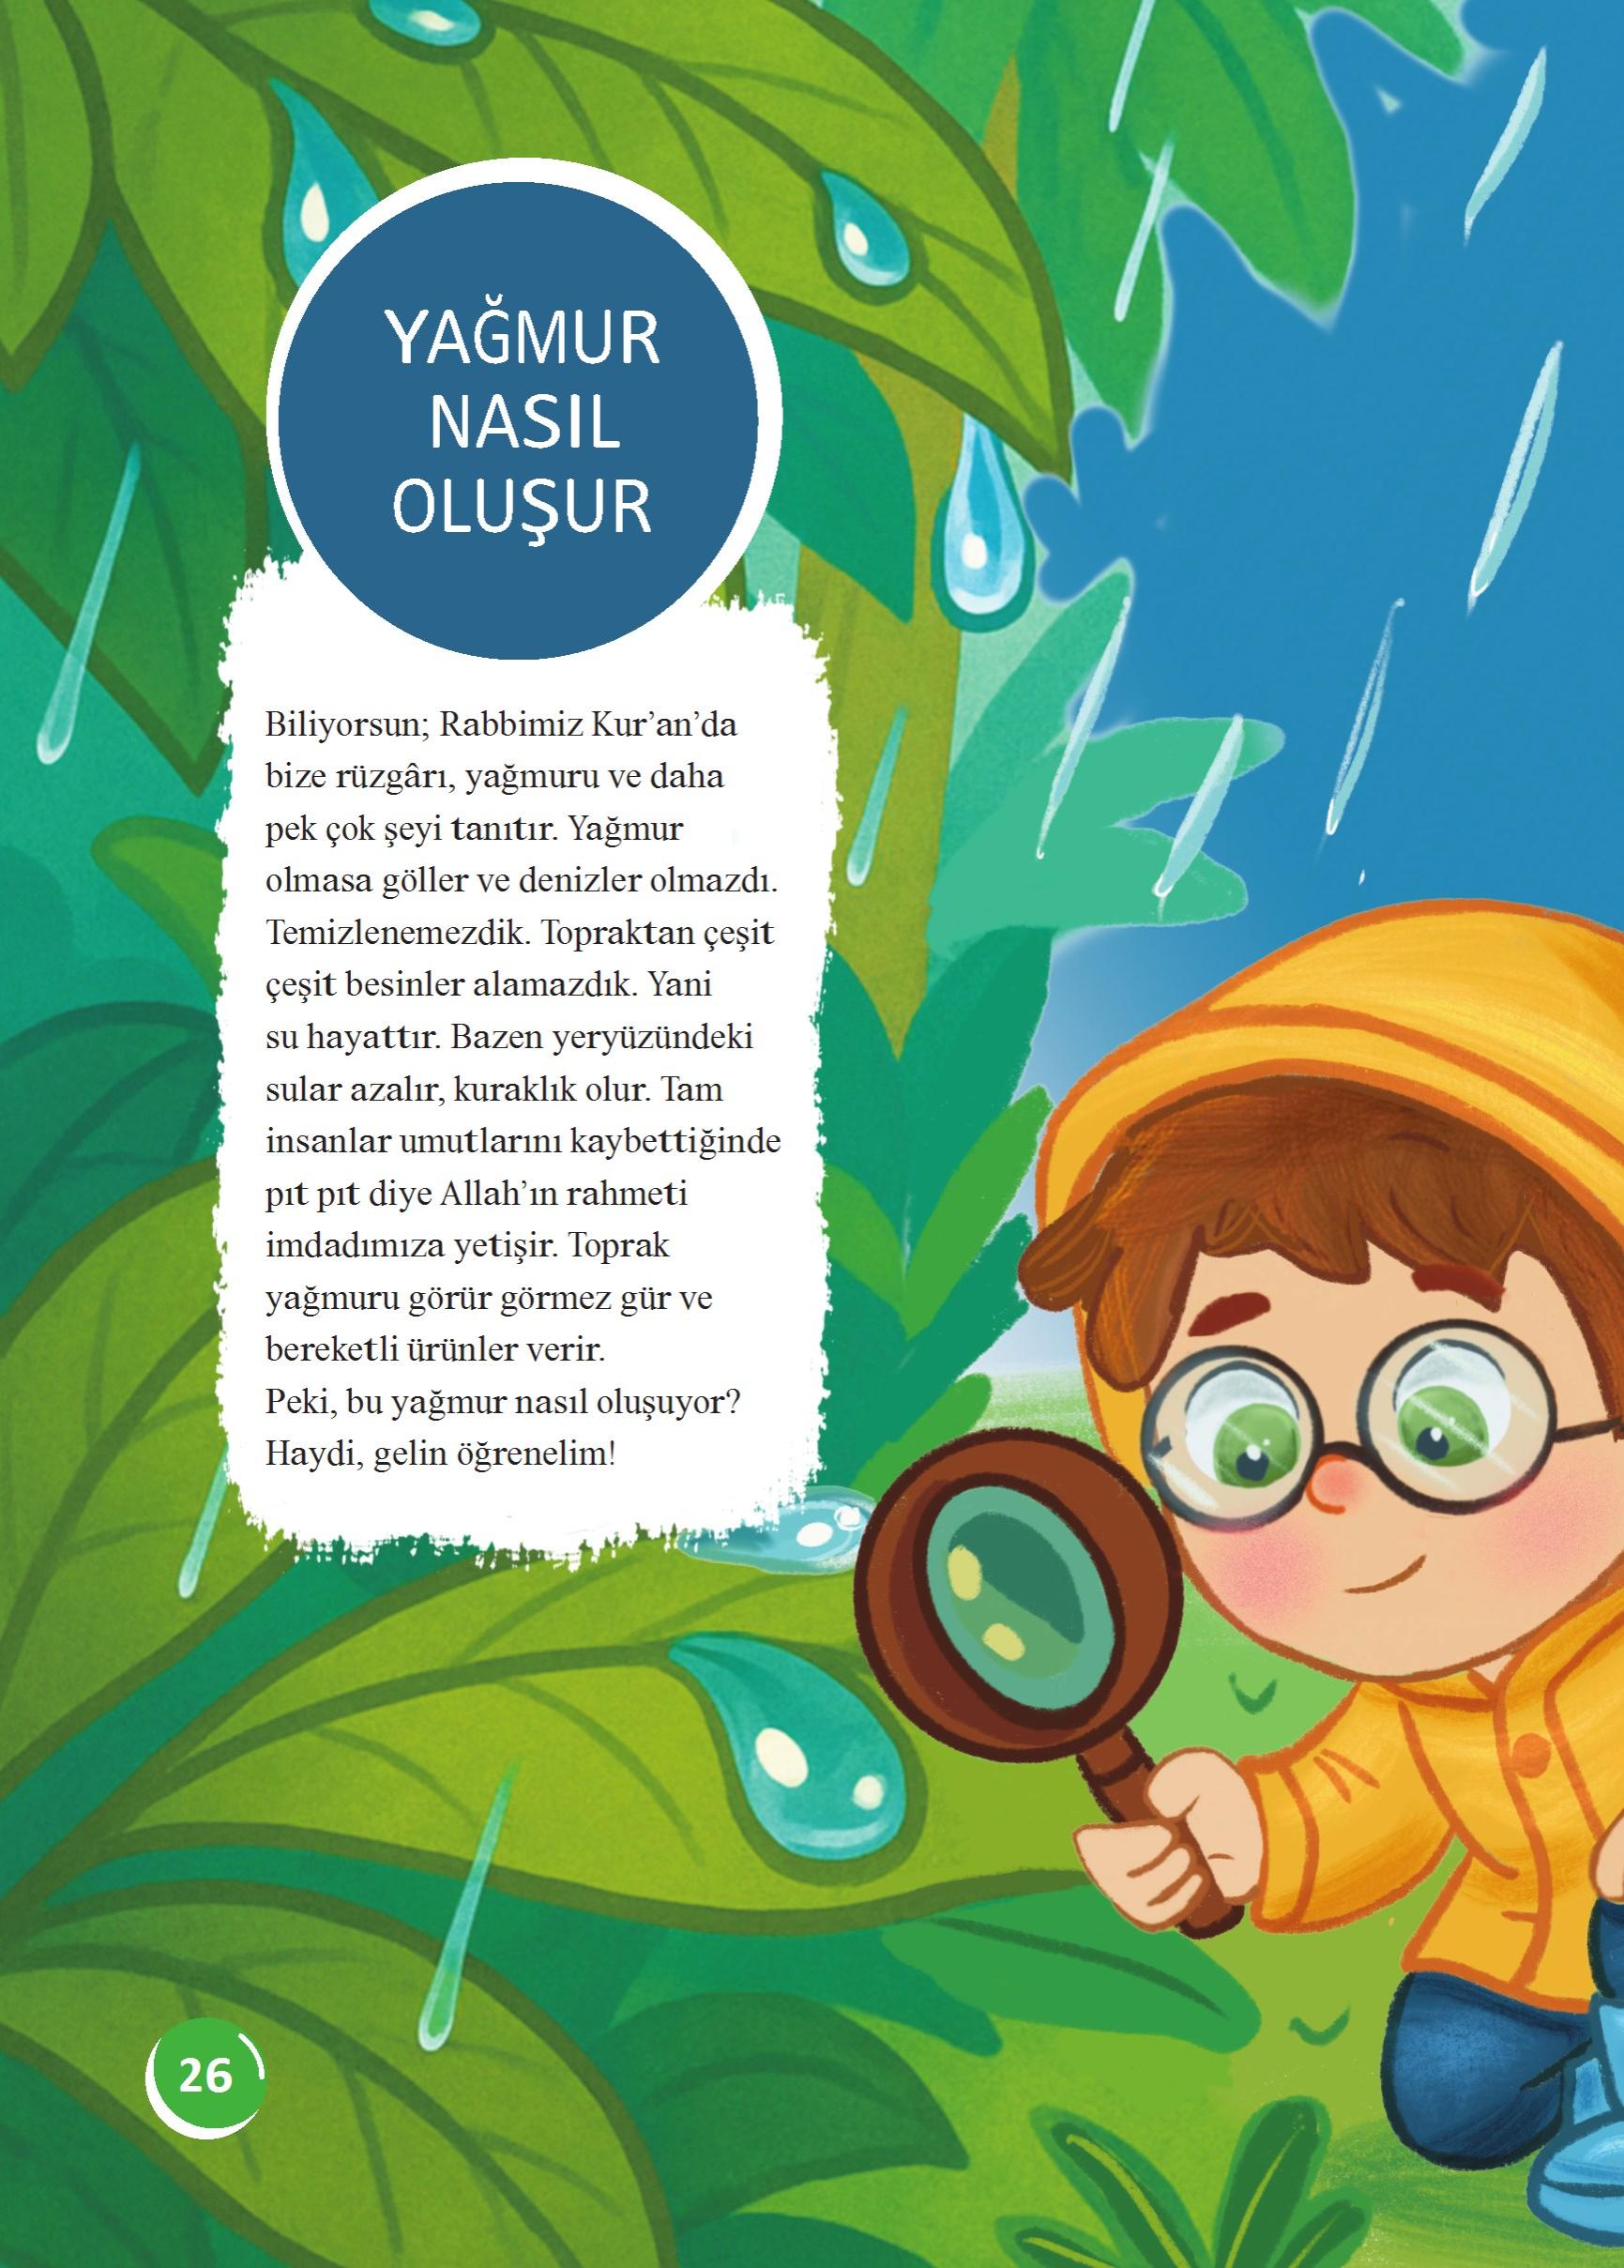 YAĞMUR
NASIL
OLUŞUR
Biliyorsun; Rabbimiz Kur’an’da
bize rüzgârı, yağmuru ve daha
pek çok şeyi tanıtır. Yağmur
olmasa göller ve denizler olmazdı.
Temizlenemezdik. Topraktan çeşit
çeşit besinler alamazdık. Yani
su hayattır. Bazen yeryüzündeki
sular azalır, kuraklık olur. Tam
insanlar umutlarını kaybettiğinde
pıt pıt diye Allah’ın rahmeti
imdadımıza yetişir. Toprak
yağmuru görür görmez gür ve
bereketli ürünler verir.
Peki, bu yağmur nasıl oluşuyor?
Haydi, gelin öğrenelim!
26